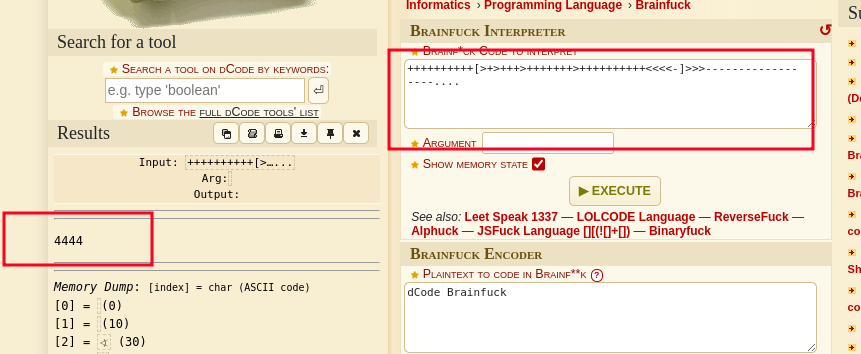 Informatics › Programming Language › Brainfuck
Search for a tool
★ SEARCH A TOOL ON DCODE BY KEYWORDS:
e.g. type 'boolean'
★ BROWSE THE FULL DCODE TOOLS' LIST
Results
Input: ++++++++++[>…...
Arg:
Output:
4444
Memory Dump: [index] = char (ASCII code)
[0] = (0)
[1] = (10)
[2] = (30)
BRAINFUCK INTERPRETER
★ BRAINF*CK CODE TO INTERPRET
++++++++++[>+>+++>+++++++>++++++++++<<<<-]>>>---------------
----....
★ ARGUMENT
★ SHOW MEMORY STATE
▶ EXECUTE
See also: Leet Speak 1337 — LOLCODE Language — ReverseFuck —
Alphuck — JSFuck Language [][(![]+[]) — Binaryfuck
BRAINFUCK ENCODER
★ PLAINTEXT TO CODE IN BRAINF**K ?
dCode Brainfuck
Su
(De
Bra
Bra
co
Sh
co